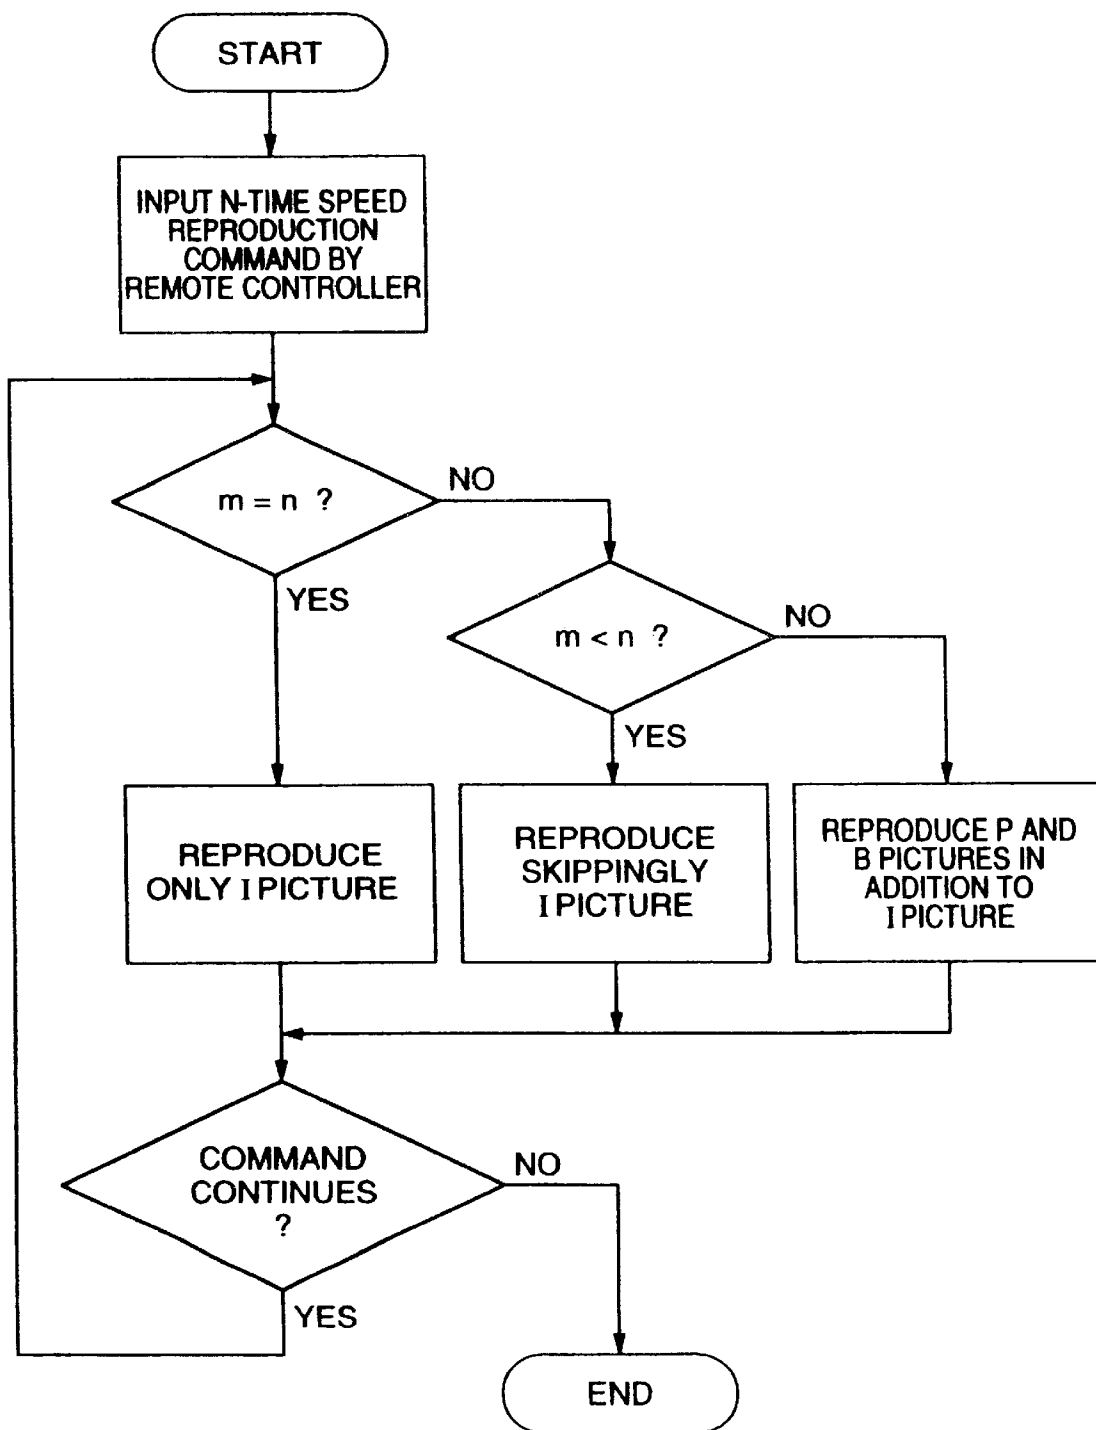 START
INPUT N-TIME SPEED
REPRODUCTION
COMMAND BY
REMOTE CONTROLLER
m = n ?
NO
YES
m < n ?
NO
YES
REPRODUCE
ONLY I PICTURE
REPRODUCE
SKIPPINGLY
I PICTURE
REPRODUCE P AND
B PICTURES IN
ADDITION TO
I PICTURE
COMMAND
CONTINUES
?
NO
YES
END